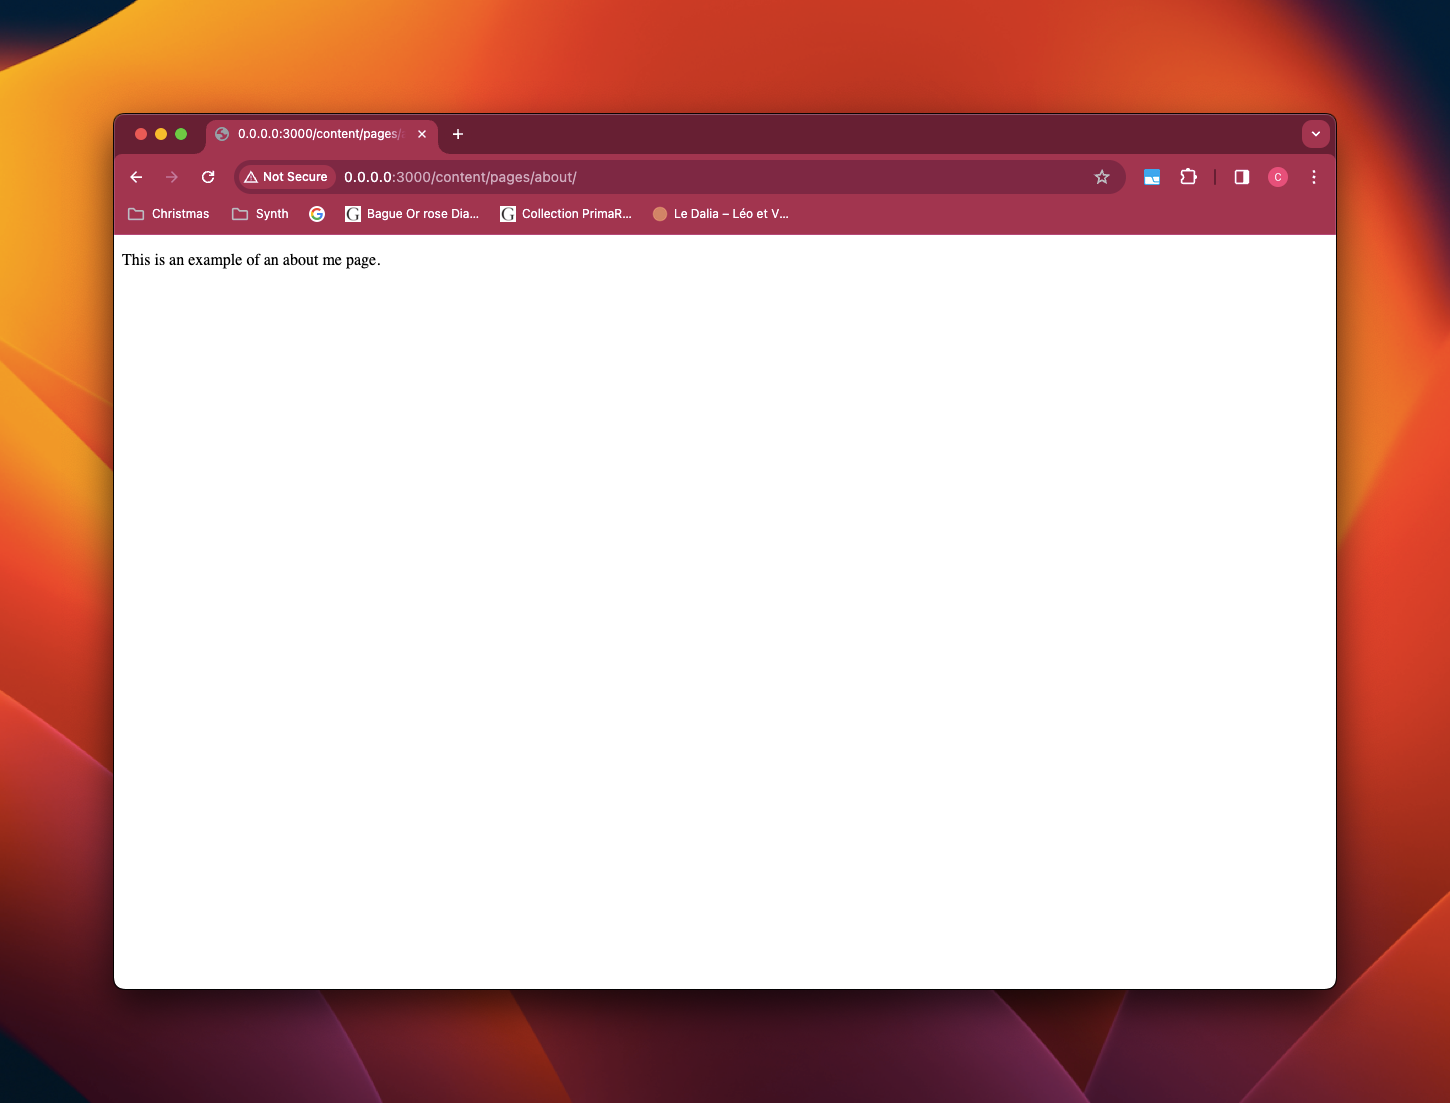 0.0.0.0:3000/content/pages/
Not Secure 0.0.0.0:3000/content/pages/about/
C
Christmas Synth G G Bague Or rose Dia... G Collection PrimaR... Le Dalia – Léo et V...
This is an example of an about me page.